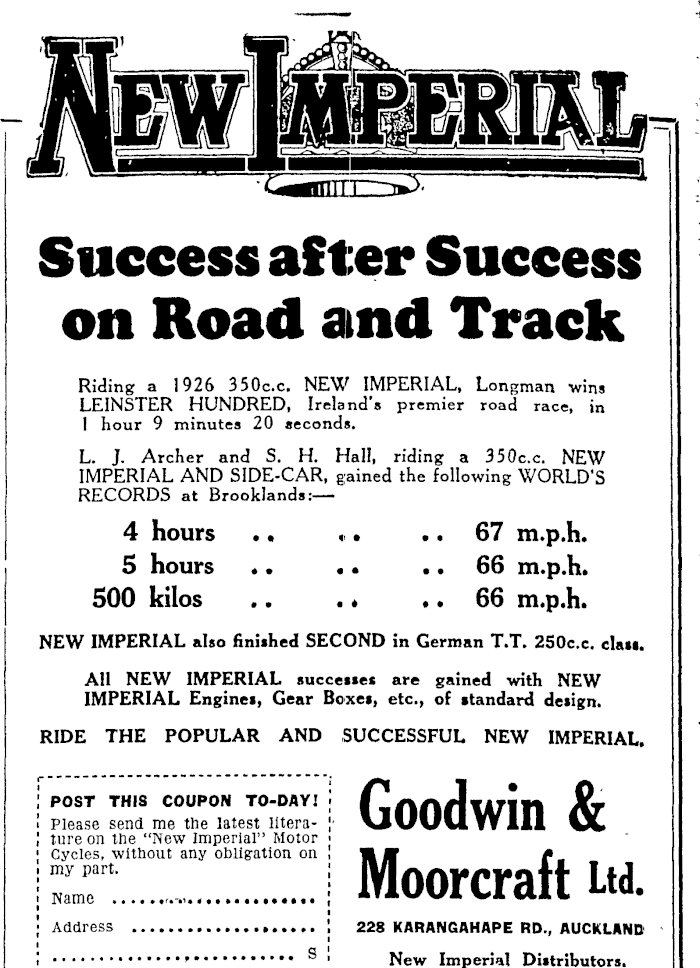 NEW IMPERIAL
Success after Success
on Road and Track
Riding a 1926 350c.c. NEW IMPERIAL, Longman wins
LEINSTER HUNDRED, Ireland's premier road race, in
1 hour 9 minutes 20 seconds.
L. J. Archer and S. H. Hall, riding a 350c.c. NEW
IMPERIAL AND SIDE-CAR, gained the following WORLD'S
RECORDS at Brooklands:—
4 hours .. .. .. 67 m.p.h.
5 hours .. .. .. 66 m.p.h.
500 kilos .. .. .. 66 m.p.h.
NEW IMPERIAL also finished SECOND in German T.T. 250c.c. class.
All NEW IMPERIAL successes are gained with NEW
IMPERIAL Engines, Gear Boxes, etc., of standard design.
RIDE THE POPULAR AND SUCCESSFUL NEW IMPERIAL.
POST THIS COUPON TO-DAY!
Please send me the latest litera-
ture on the "New Imperial" Motor
Cycles, without any obligation on
my part.
Name ......................
Address ....................
.......................... S
Goodwin &
Moorcraft Ltd.
228 KARANGAHAPE RD., AUCKLAND
New Imperial Distributors.